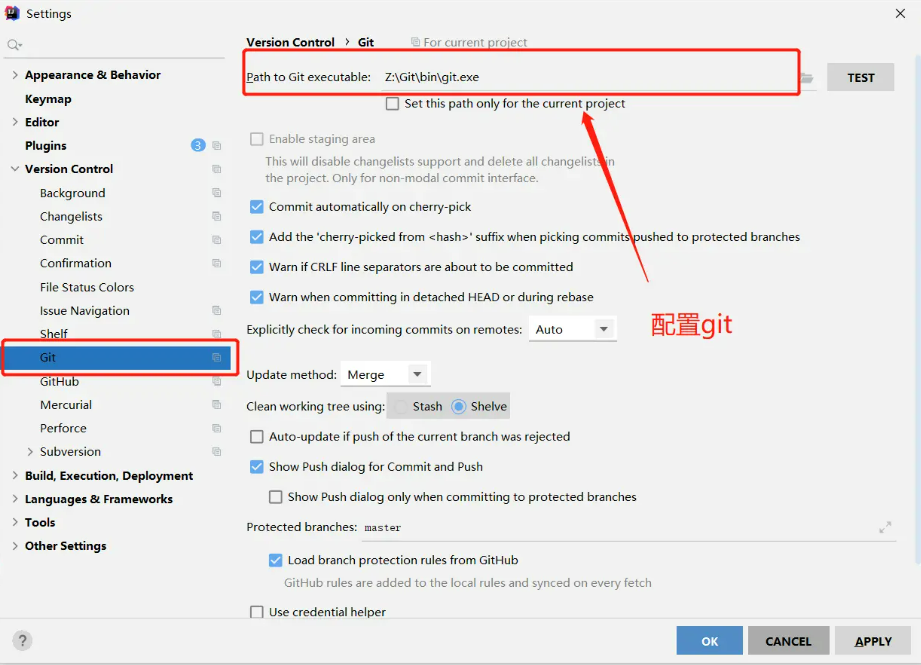 Settings
Version Control › Git For current project
Appearance & Behavior
Keymap
Editor
Plugins 3
Version Control
Background
Changelists
Commit
Confirmation
File Status Colors
Issue Navigation
Shelf
Git
GitHub
Mercurial
Perforce
Subversion
Build, Execution, Deployment
Languages & Frameworks
Tools
Other Settings
Path to Git executable: Z:\Git\bin\git.exe TEST
Set this path only for the current project
Enable staging area
This will disable changelists support and delete all changelists in
the project. Only for non-modal commit interface.
Commit automatically on cherry-pick
Add the 'cherry-picked from <hash>' suffix when picking commits pushed to protected branches
Warn if CRLF line separators are about to be committed
Warn when committing in detached HEAD or during rebase
Explicitly check for incoming commits on remotes: Auto
配置git
Update method: Merge
Clean working tree using: Stash Shelve
Auto-update if push of the current branch was rejected
Show Push dialog for Commit and Push
Show Push dialog only when committing to protected branches
Protected branches: master
Load branch protection rules from GitHub
GitHub rules are added to the local rules and synced on every fetch
Use credential helper
? OK CANCEL APPLY